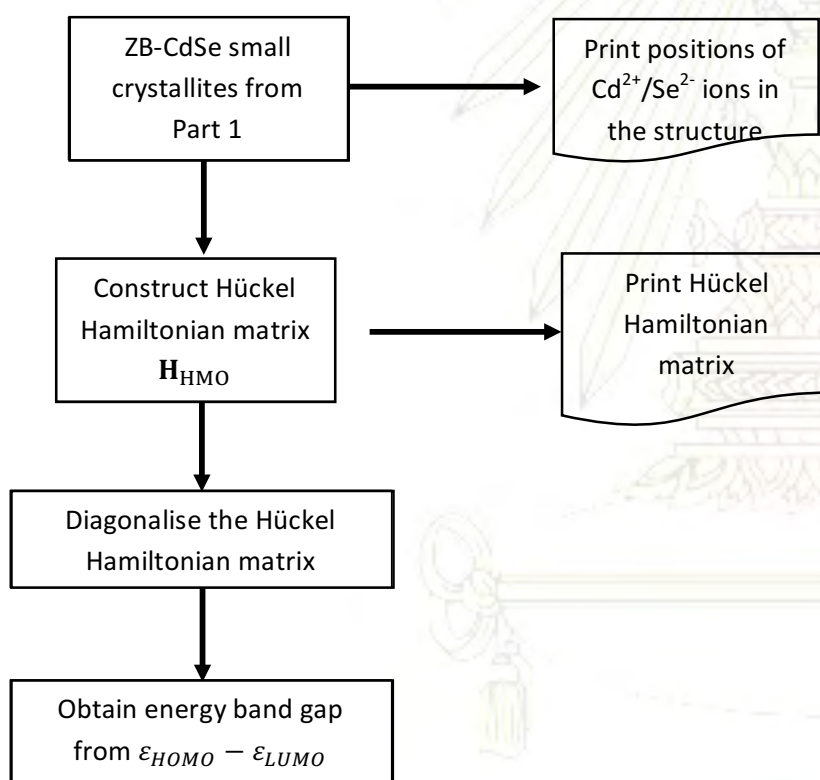 ZB-CdSe small
crystallites from
Part 1
Print positions of
Cd²⁺/Se²⁻ ions in
the structure
Construct Hückel
Hamiltonian matrix
𝐇HMO
Print Hückel
Hamiltonian
matrix
Diagonalise the Hückel
Hamiltonian matrix
Obtain energy band gap
from 𝜀𝐻𝑂𝑀𝑂 − 𝜀𝐿𝑈𝑀𝑂